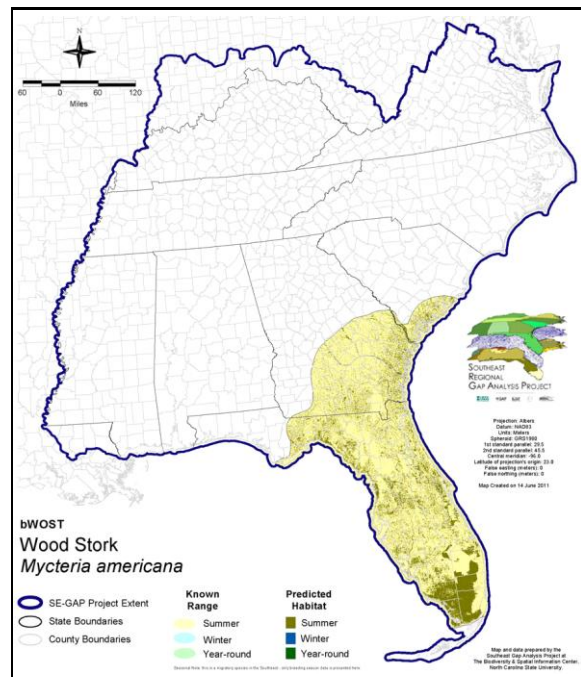 N
60 0 60 120
Miles
SOUTHEAST
REGIONAL
GAP ANALYSIS PROJECT
Projection: Albers
Datum: NAD83
Units: Meters
Spheroid: GRS1980
1st standard parallel: 29.5
2nd standard parallel: 45.5
Central meridian: -96.0
Latitude of projection's origin: 23.0
False easting (meters): 0
False northing (meters): 0
Map Created on 14 June 2011
bWOST
Wood Stork
Mycteria americana
SE-GAP Project Extent
State Boundaries
County Boundaries
Known
Range
Summer
Winter
Year-round
Predicted
Habitat
Summer
Winter
Year-round
Map and data prepared by the
Southeast Gap Analysis Project at
The Biodiversity & Spatial Information Center,
North Carolina State University.